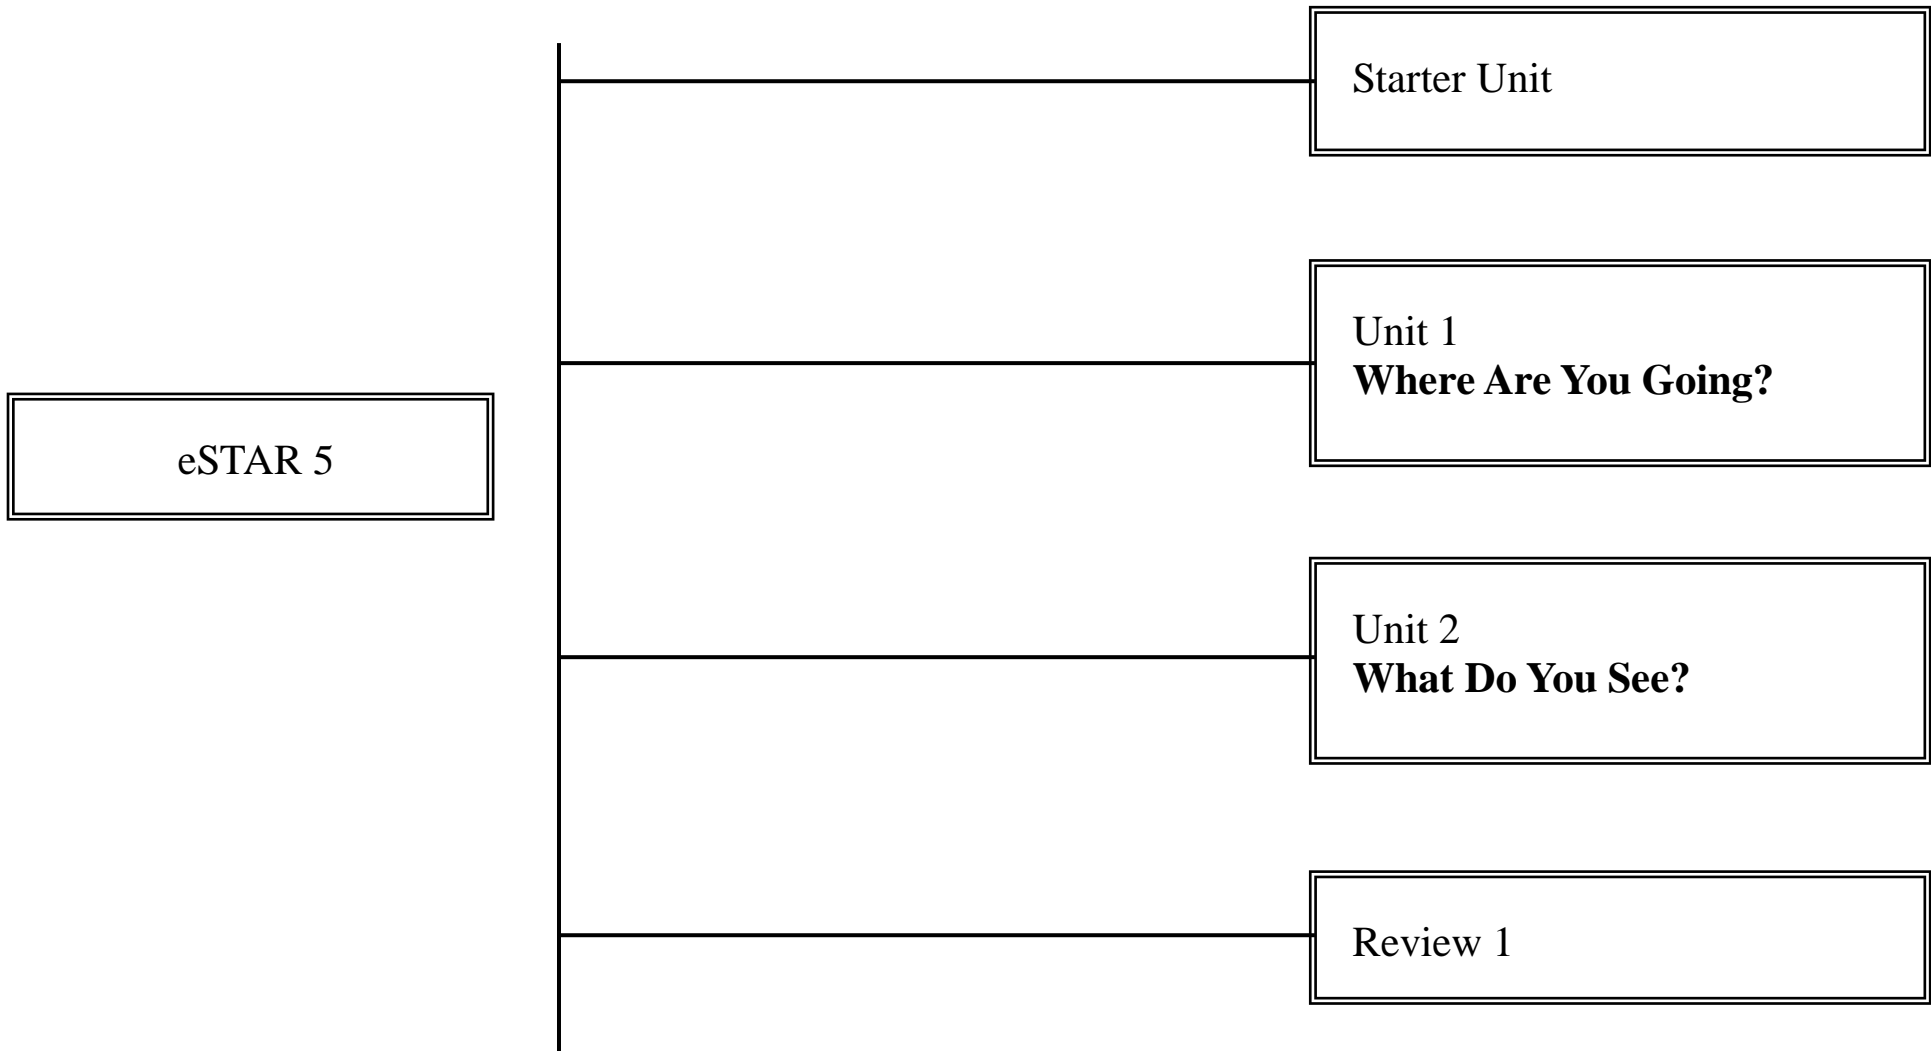 Starter Unit
Unit 1
Where Are You Going?
eSTAR 5
Unit 2
What Do You See?
Review 1